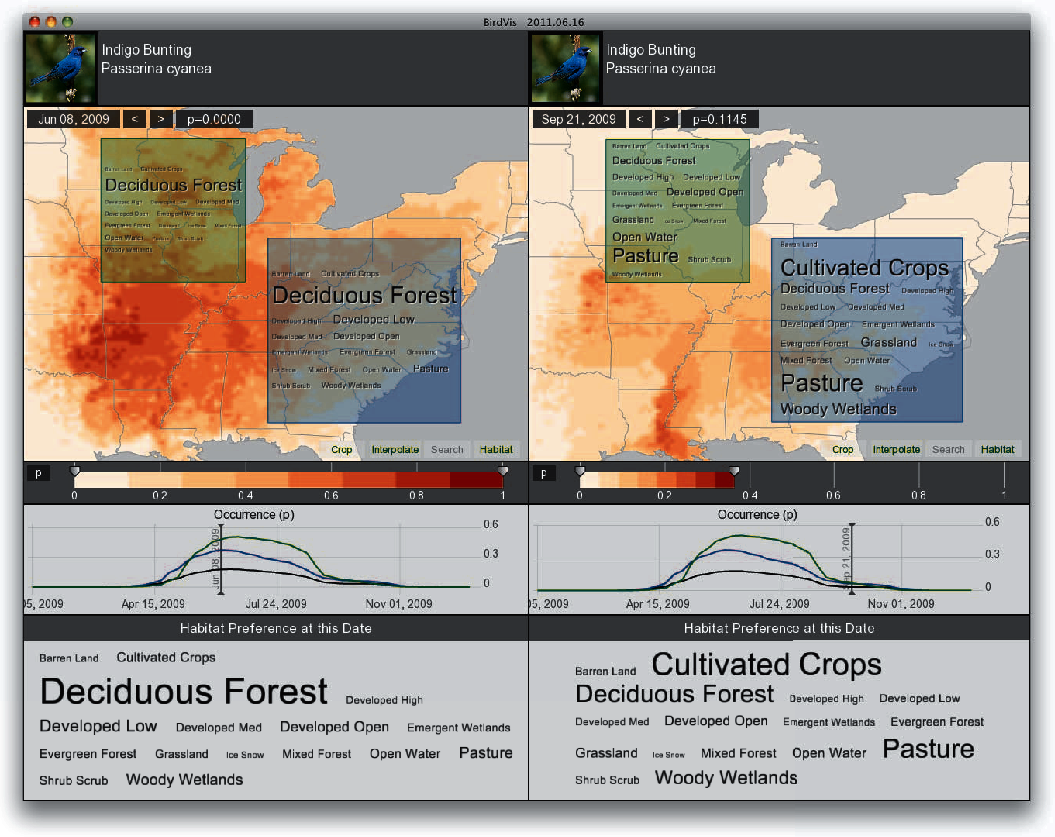 BirdVis 2011.06.16
Indigo Bunting
Passerina cyanea
Jun 08, 2009 < > p=0.0000
Barren Land Cultivated Crops
Deciduous Forest
Developed High Developed Low Developed Med
Developed Open Emergent Wetlands
Evergreen Forest Grassland Ice Snow Mixed Forest
Open Water Pasture Shrub Scrub
Woody Wetlands
Barren Land Cultivated Crops
Deciduous Forest
Developed High Developed Low
Developed Med Developed Open
Emergent Wetlands Evergreen Forest Grassland
Ice Snow Mixed Forest Open Water Pasture
Shrub Scrub Woody Wetlands
Crop Interpolate Search Habitat
p
0 0.2 0.4 0.6 0.8 1
Occurrence (p)
0.6
0.3
0
Jun 08, 2009
05, 2009 Apr 15, 2009 Jul 24, 2009 Nov 01, 2009
Habitat Preference at this Date
Barren Land Cultivated Crops
Deciduous Forest Developed High
Developed Low Developed Med Developed Open Emergent Wetlands
Evergreen Forest Grassland Ice Snow Mixed Forest Open Water Pasture
Shrub Scrub Woody Wetlands
Indigo Bunting
Passerina cyanea
Sep 21, 2009 < > p=0.1145
Barren Land Cultivated Crops
Deciduous Forest
Developed High Developed Low
Developed Med Developed Open
Emergent Wetlands Evergreen Forest
Grassland Ice Snow Mixed Forest
Open Water
Pasture Shrub Scrub
Woody Wetlands
Barren Land
Cultivated Crops
Deciduous Forest Developed High
Developed Low Developed Med
Developed Open Emergent Wetlands
Evergreen Forest Grassland Ice Snow
Mixed Forest Open Water
Pasture Shrub Scrub
Woody Wetlands
Crop Interpolate Search Habitat
p
0 0.2 0.4 0.6 0.8 1
Occurrence (p)
0.6
0.3
0
Sep 21, 2009
05, 2009 Apr 15, 2009 Jul 24, 2009 Nov 01, 2009
Habitat Preference at this Date
Barren Land Cultivated Crops
Deciduous Forest Developed High Developed Low
Developed Med Developed Open Emergent Wetlands Evergreen Forest
Grassland Ice Snow Mixed Forest Open Water Pasture
Shrub Scrub Woody Wetlands